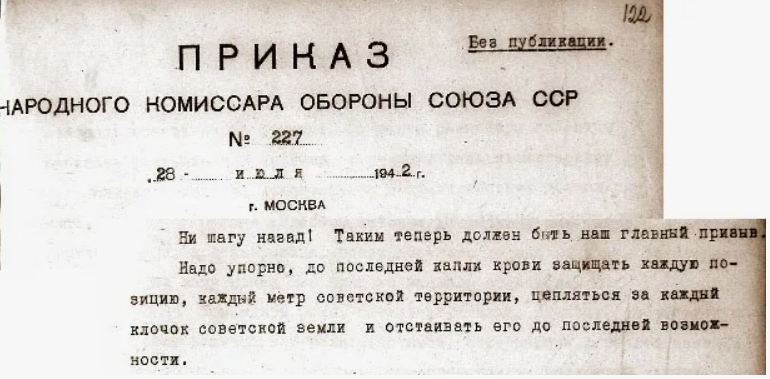 122
Без публикации.
ПРИКАЗ
НАРОДНОГО КОМИССАРА ОБОРОНЫ СОЮЗА ССР
№ 227
28- июля 1942 г.
г. МОСКВА
Ни шагу назад! Таким теперь должен быть наш главный призыв.
Надо упорно, до последней капли крови защищать каждую по-
зицию, каждый метр советской территории, цепляться за каждый
клочок советской земли и отстаивать его до последней возмож-
ности.